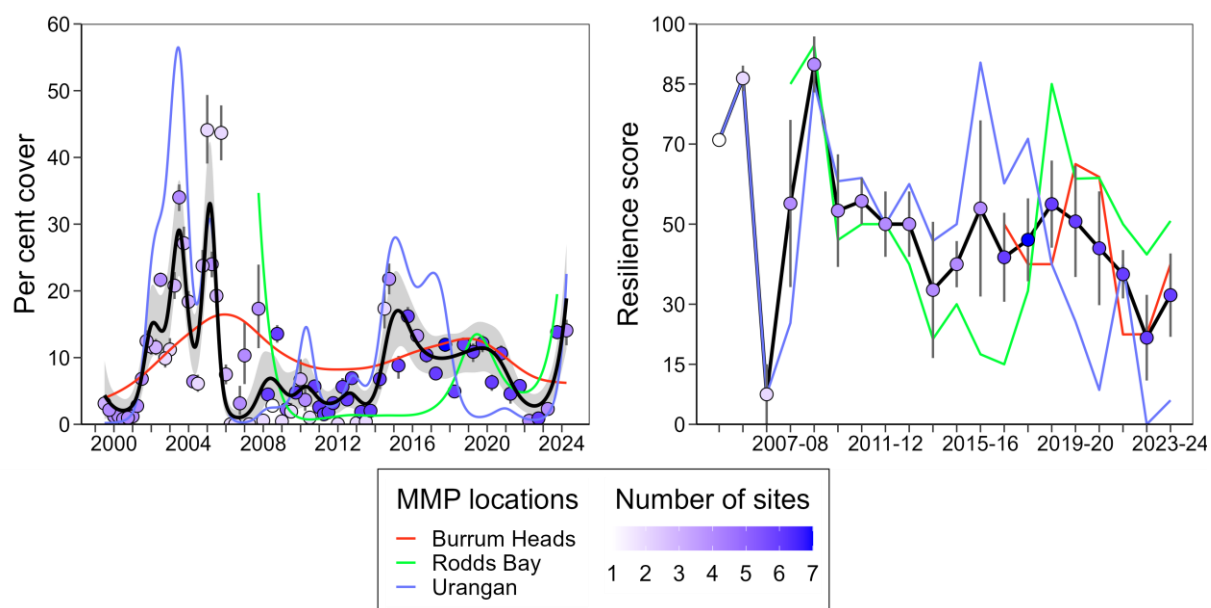 Per cent cover
60
50
40
30
20
10
0
2000 2004 2008 2012 2016 2020 2024
Resilience score
100
85
70
50
30
15
0
2007-08 2011-12 2015-16 2019-20 2023-24
MMP locations
Burrum Heads
Rodds Bay
Urangan
Number of sites
1 2 3 4 5 6 7